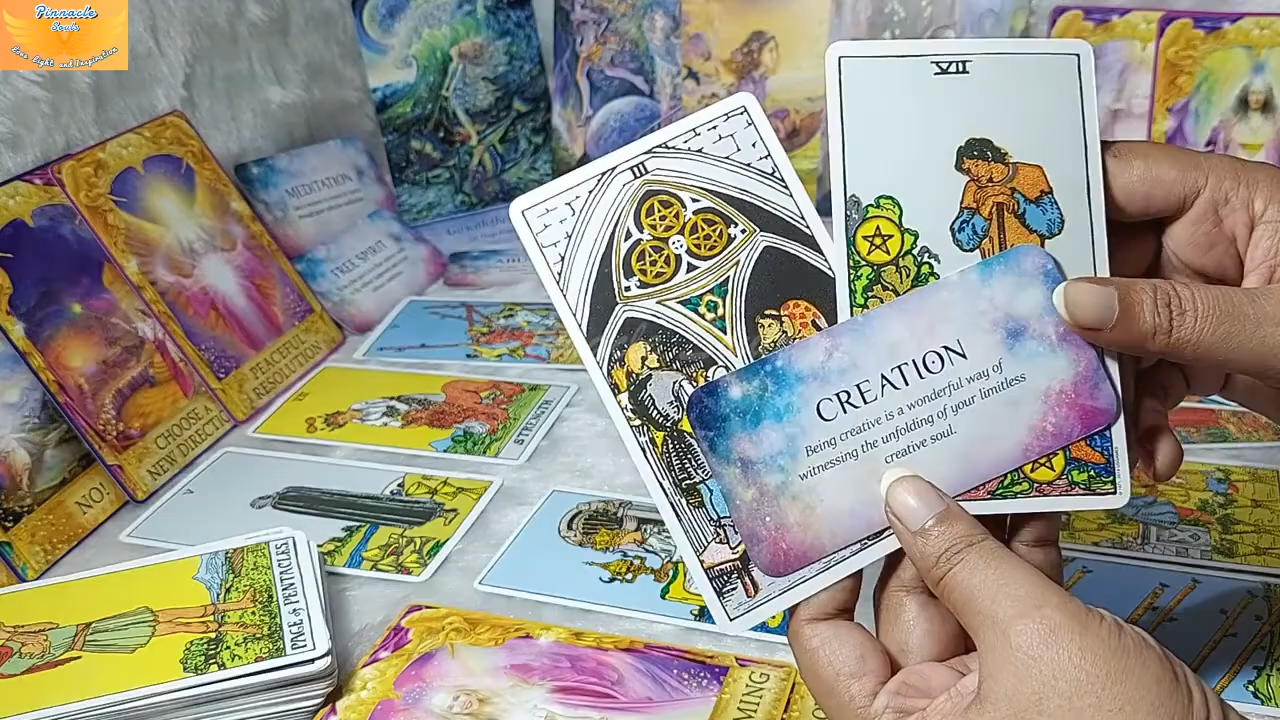 Pinnacle
Souls
Love Light and Inspiration
VII
III
MEDITATION
FREE SPIRIT
PEACEFUL
RESOLUTION
CHOOSE A
NEW DIRECTION
NO!
STRENGTH
V
PAGE of PENTACLES
CREATION
Being creative is a wonderful way of
witnessing the unfolding of your limitless
creative soul.